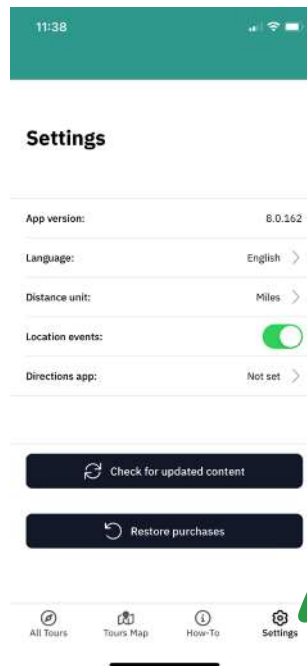 11:38
Settings
App version: 8.0.162
Language: English
Distance unit: Miles
Location events:
Directions app: Not set
Check for updated content
Restore purchases
All Tours Tours Map How-To Settings